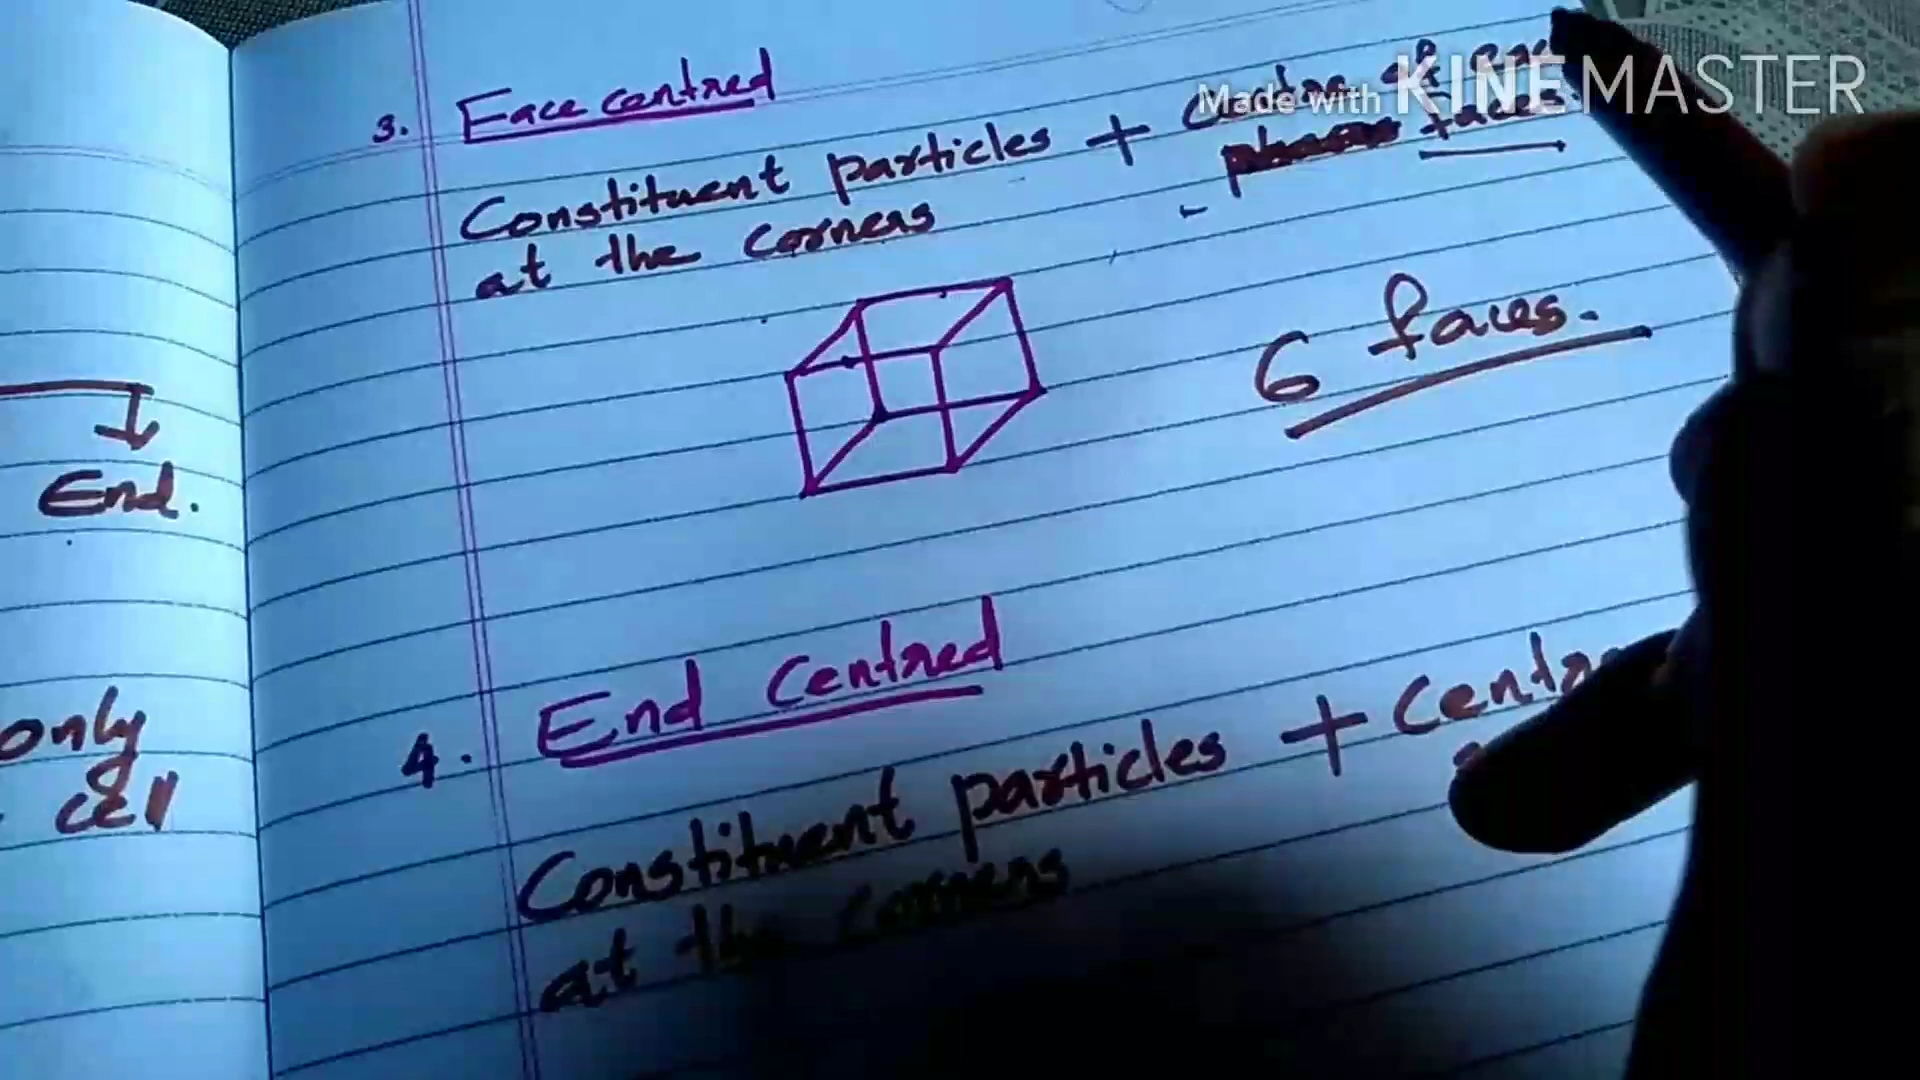 Made with KINEMASTER
End.
only
cell
3. Face centred
Constituent particles + Centre of
at the corners faces.
6 faces.
4. End Centred
Constituent particles +
at the corners